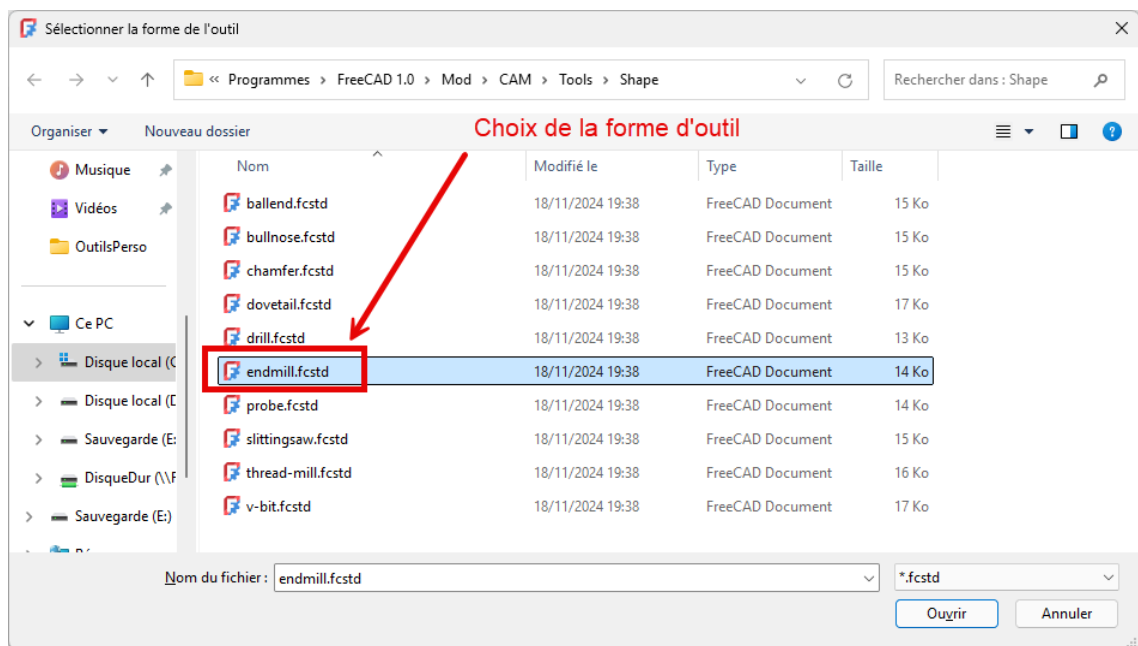 Sélectionner la forme de l'outil
« Programmes > FreeCAD 1.0 > Mod > CAM > Tools > Shape
Rechercher dans : Shape
Organiser
Nouveau dossier
Choix de la forme d'outil
Nom Modifié le Type Taille
Musique
Vidéos
OutilsPerso
Ce PC
Disque local (C
Disque local (D
Sauvegarde (E:
DisqueDur (\\F
Sauvegarde (E:)
ballend.fcstd 18/11/2024 19:38 FreeCAD Document 15 Ko
bullnose.fcstd 18/11/2024 19:38 FreeCAD Document 15 Ko
chamfer.fcstd 18/11/2024 19:38 FreeCAD Document 15 Ko
dovetail.fcstd 18/11/2024 19:38 FreeCAD Document 17 Ko
drill.fcstd 18/11/2024 19:38 FreeCAD Document 13 Ko
endmill.fcstd 18/11/2024 19:38 FreeCAD Document 14 Ko
probe.fcstd 18/11/2024 19:38 FreeCAD Document 14 Ko
slittingsaw.fcstd 18/11/2024 19:38 FreeCAD Document 15 Ko
thread-mill.fcstd 18/11/2024 19:38 FreeCAD Document 16 Ko
v-bit.fcstd 18/11/2024 19:38 FreeCAD Document 17 Ko
Nom du fichier : endmill.fcstd
*.fcstd
Ouvrir
Annuler